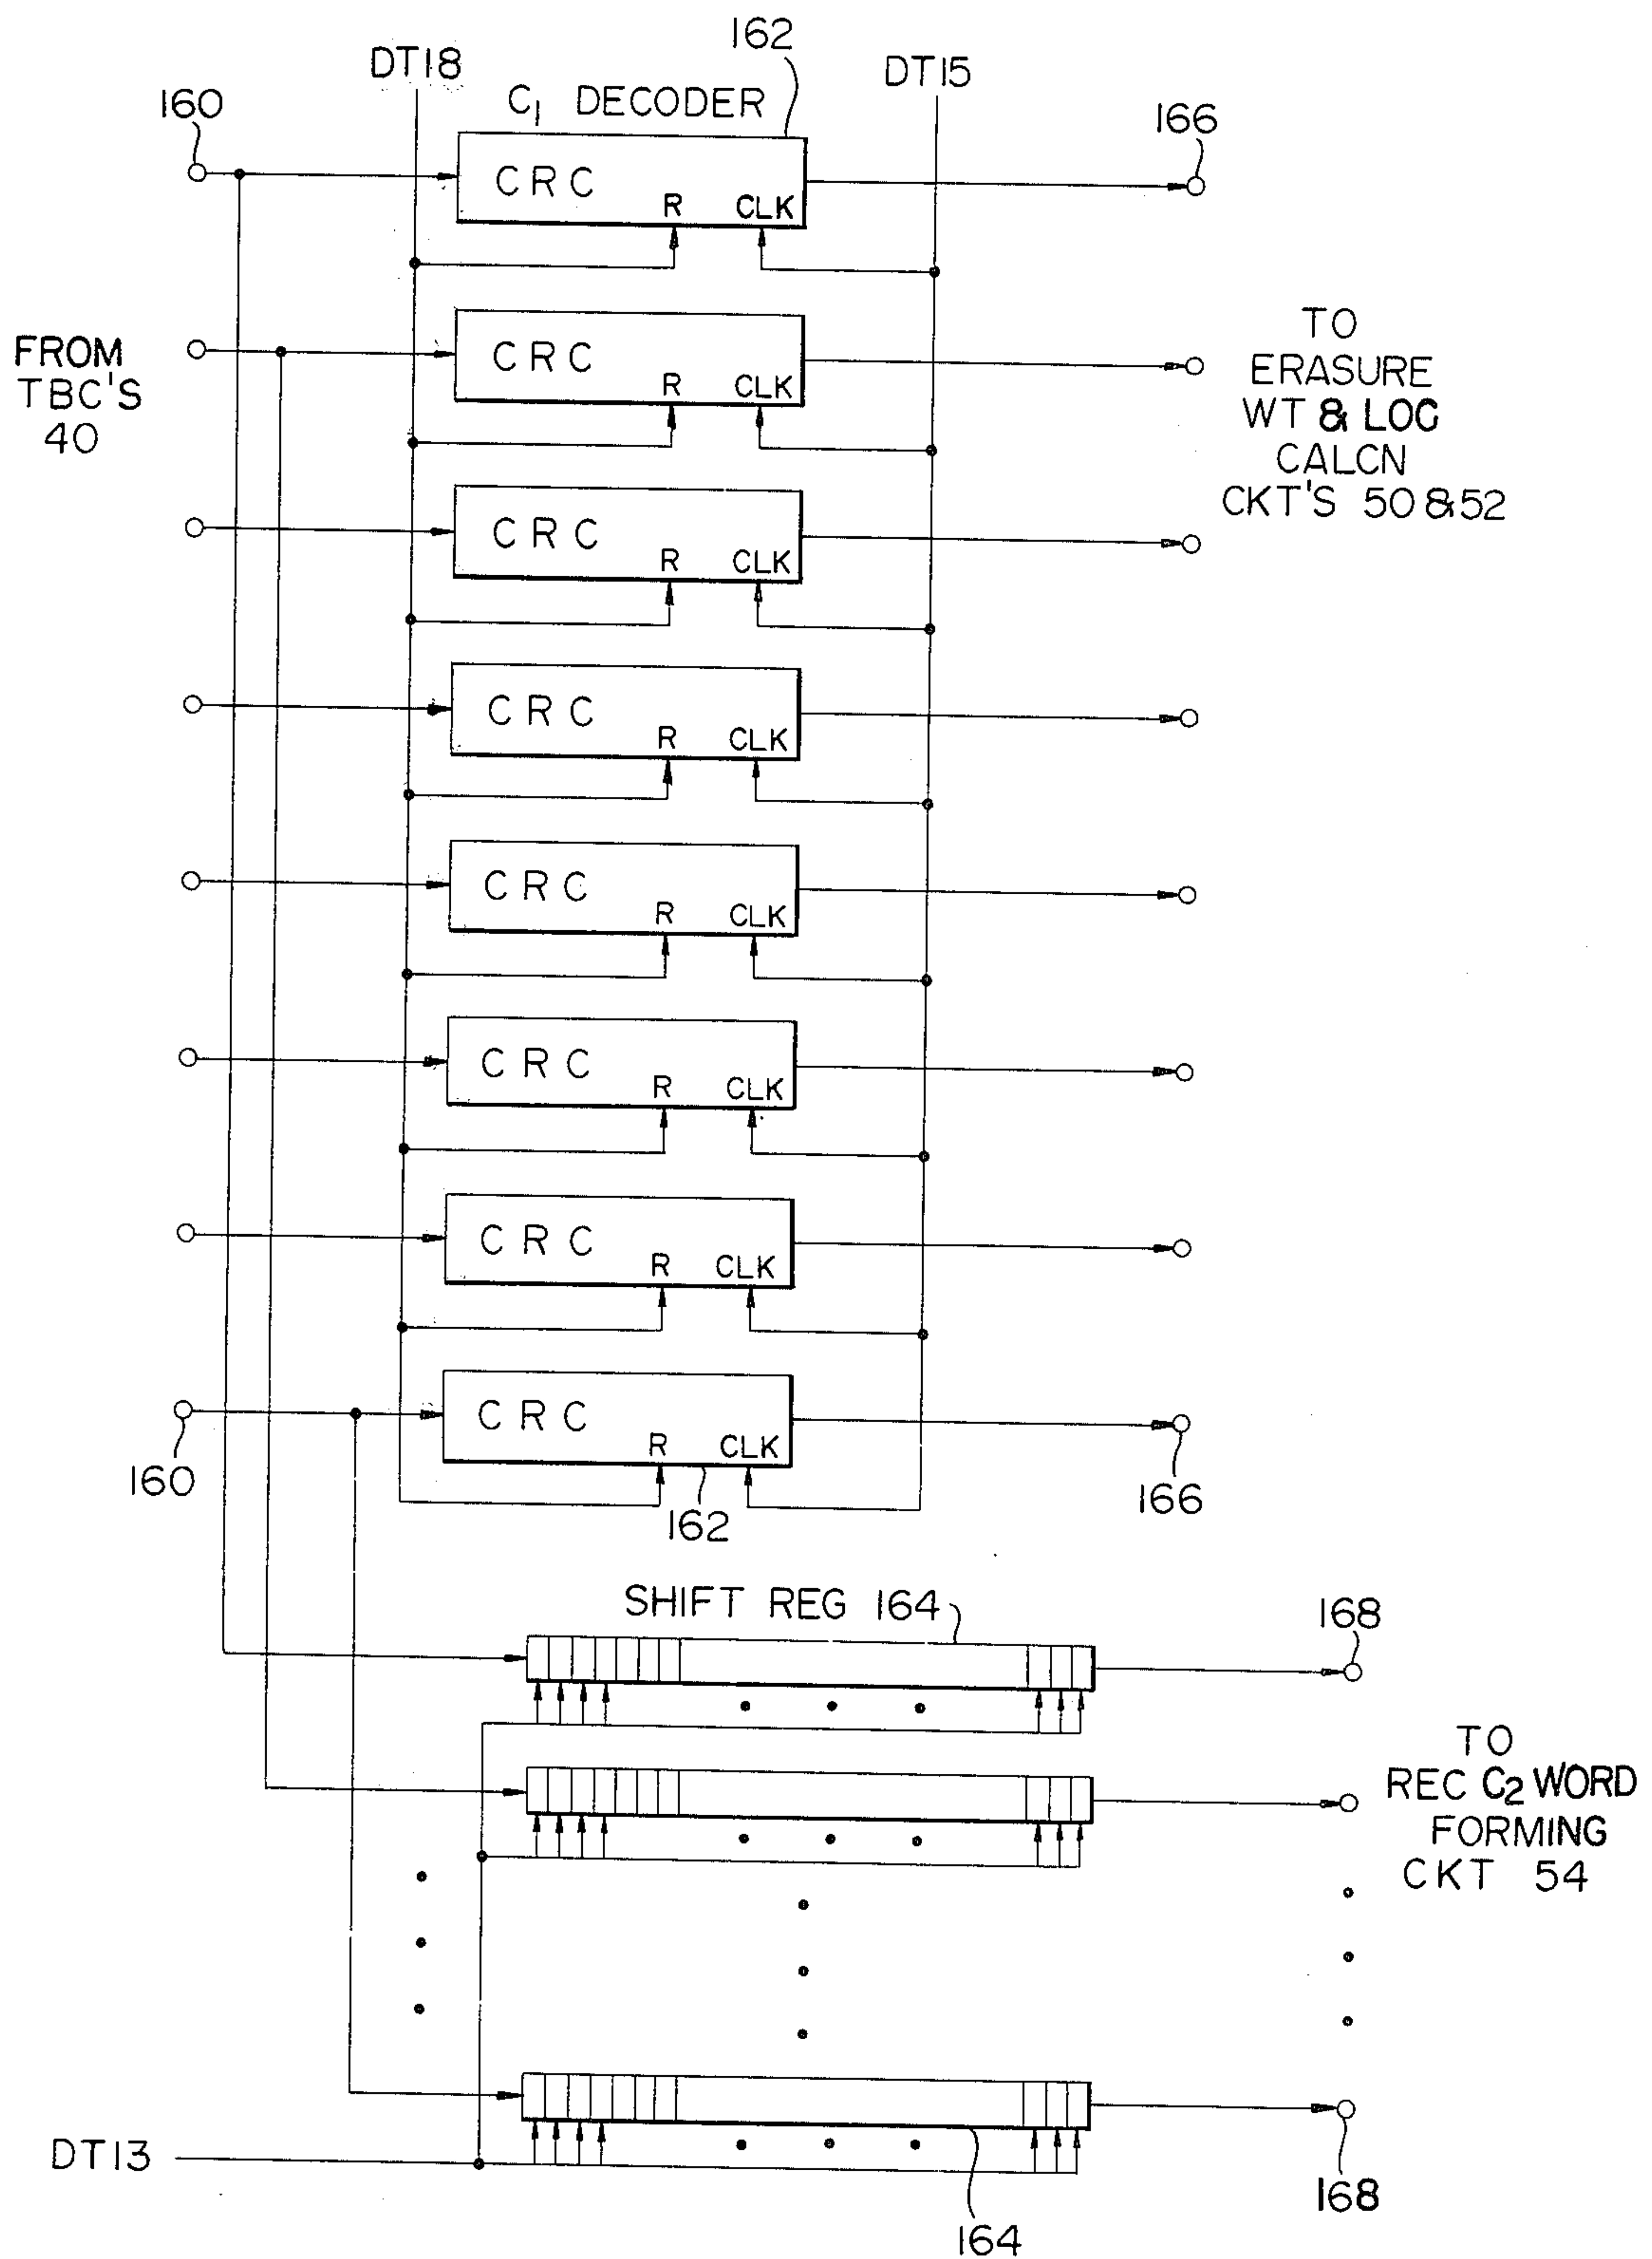 162
DT18
DT15
160
C1 DECODER
166
CRC
R CLK
FROM
TBC'S
40
CRC
R CLK
TO
ERASURE
WT & LOG
CALCN
CKT'S 50 & 52
CRC
R CLK
CRC
R CLK
CRC
R CLK
CRC
R CLK
CRC
R CLK
CRC
R CLK
160
162
166
SHIFT REG 164
168
TO
REC C2 WORD
FORMING
CKT 54
DT13
164
168